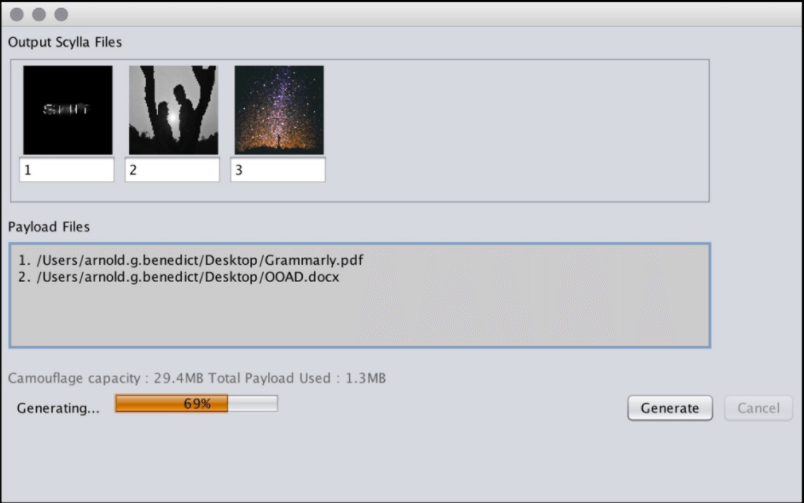 Output Scylla Files
1 2 3
Payload Files
1. /Users/arnold.g.benedict/Desktop/Grammarly.pdf
2. /Users/arnold.g.benedict/Desktop/OOAD.docx
Camouflage capacity : 29.4MB Total Payload Used : 1.3MB
Generating... 69% Generate Cancel